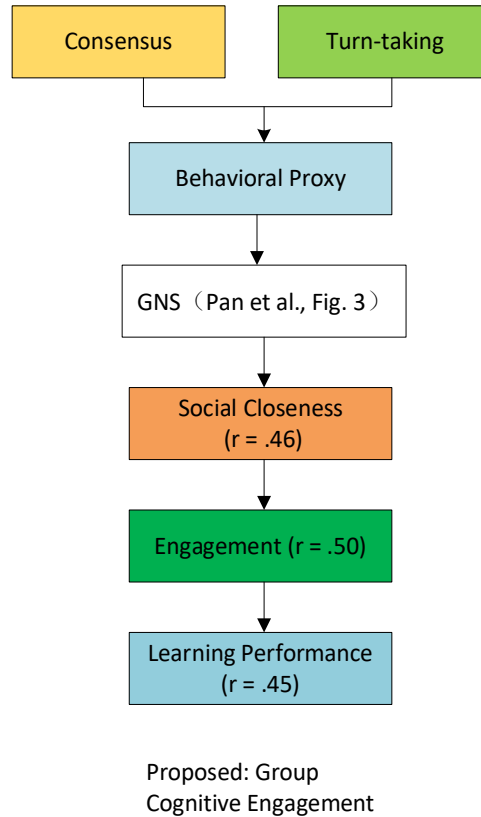 Consensus
Turn-taking
Behavioral Proxy
GNS（Pan et al., Fig. 3）
Social Closeness
(r = .46)
Engagement (r = .50)
Learning Performance
(r = .45)
Proposed: Group
Cognitive Engagement